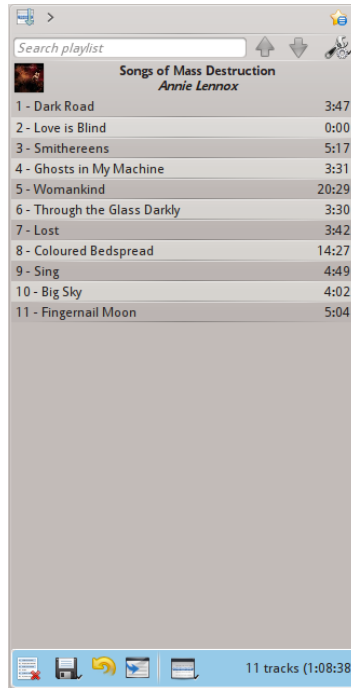 >
Search playlist
Songs of Mass Destruction
Annie Lennox
1 - Dark Road 3:47
2 - Love is Blind 0:00
3 - Smithereens 5:17
4 - Ghosts in My Machine 3:31
5 - Womankind 20:29
6 - Through the Glass Darkly 3:30
7 - Lost 3:42
8 - Coloured Bedspread 14:27
9 - Sing 4:49
10 - Big Sky 4:02
11 - Fingernail Moon 5:04
11 tracks (1:08:38